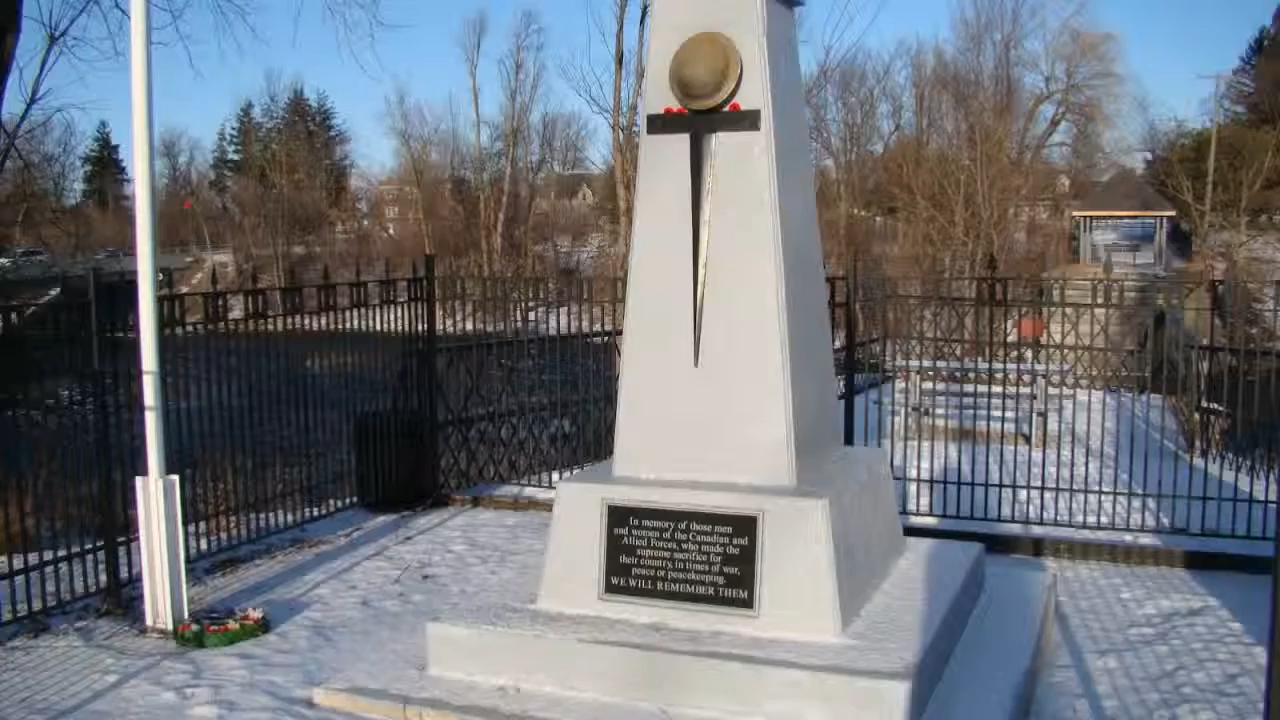 In memory of those men
and women of the Canadian and
Allied Forces, who made the
supreme sacrifice for
their country, in times of war,
peace or peacekeeping.
WE WILL REMEMBER THEM